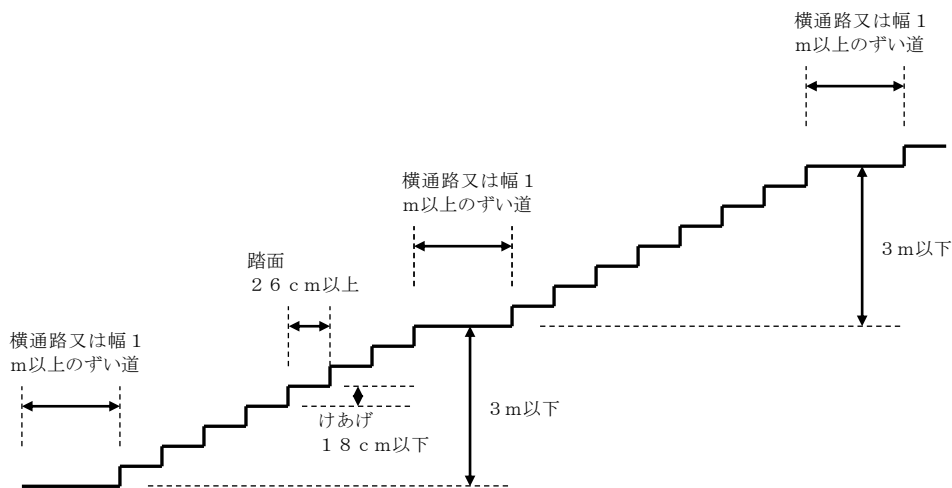 横通路又は幅１
ｍ以上のずい道
横通路又は幅１
ｍ以上のずい道
踏面
２６ｃｍ以上
３ｍ以下
横通路又は幅１
ｍ以上のずい道
３ｍ以下
けあげ
１８ｃｍ以下